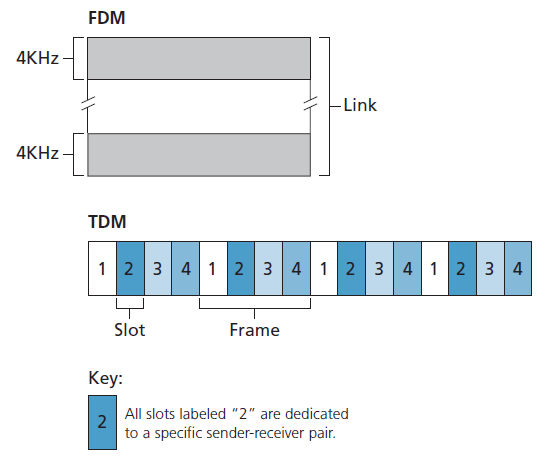 FDM
4KHz
Link
4KHz
TDM
1 2 3 4 1 2 3 4 1 2 3 4 1 2 3 4
Slot Frame
Key:
2 All slots labeled “2” are dedicated
to a specific sender-receiver pair.